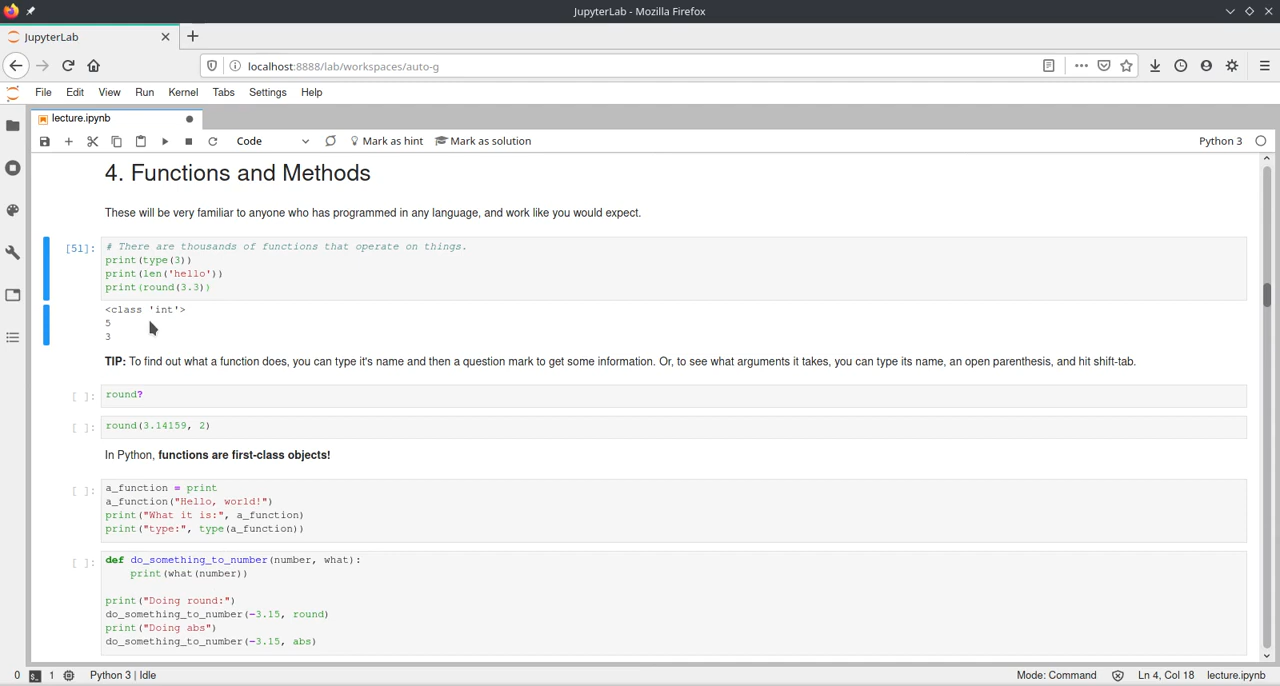 JupyterLab - Mozilla Firefox
JupyterLab
localhost:8888/lab/workspaces/auto-g
File Edit View Run Kernel Tabs Settings Help
lecture.ipynb
Code Mark as hint Mark as solution Python 3
4. Functions and Methods
These will be very familiar to anyone who has programmed in any language, and work like you would expect.
[51]: # There are thousands of functions that operate on things.
print(type(3))
print(len('hello'))
print(round(3.3))
<class 'int'>
5
3
TIP: To find out what a function does, you can type it's name and then a question mark to get some information. Or, to see what arguments it takes, you can type its name, an open parenthesis, and hit shift-tab.
[ ]: round?
[ ]: round(3.14159, 2)
In Python, functions are first-class objects!
[ ]: a_function = print
a_function("Hello, world!")
print("What it is:", a_function)
print("type:", type(a_function))
[ ]: def do_something_to_number(number, what):
    print(what(number))
print("Doing round:")
do_something_to_number(-3.15, round)
print("Doing abs")
do_something_to_number(-3.15, abs)
0 1 Python 3 | Idle Mode: Command Ln 4, Col 18 lecture.ipynb